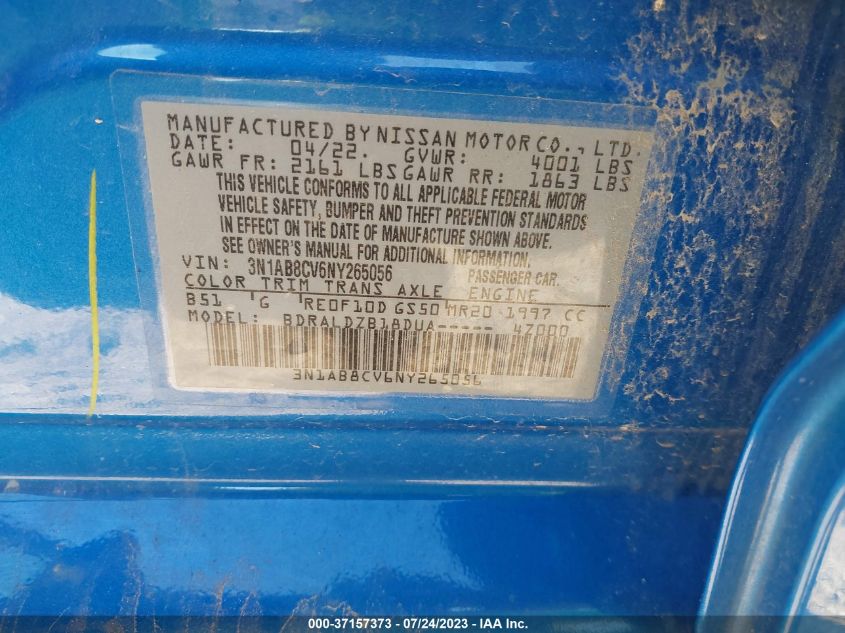 MANUFACTURED BY NISSAN MOTOR CO., LTD.
DATE: 04/22. GVWR: 4001 LBS
GAWR FR: 2161 LBS GAWR RR: 1863 LBS
THIS VEHICLE CONFORMS TO ALL APPLICABLE FEDERAL MOTOR
VEHICLE SAFETY, BUMPER AND THEFT PREVENTION STANDARDS
IN EFFECT ON THE DATE OF MANUFACTURE SHOWN ABOVE.
SEE OWNER'S MANUAL FOR ADDITIONAL INFORMATION.
VIN: 3N1AB8CV6NY265056 PASSENGER CAR.
COLOR TRIM TRANS AXLE ENGINE
B51 'G RE0F10D GS50 MR20 1997 CC
MODEL: BDRALDZB18DUA----- 4Z000
3N1AB8CV6NY265056
000-37157373 / 07/24/2023 - IAA Inc.